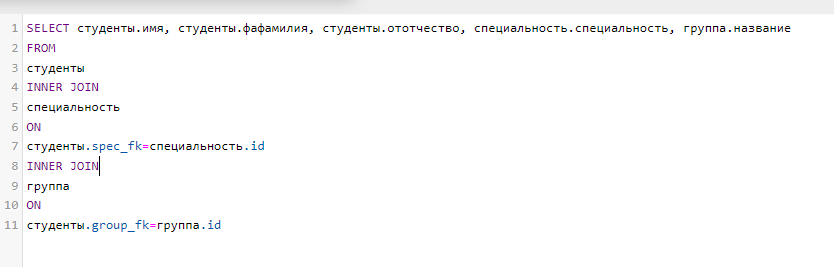 1 SELECT студенты.имя, студенты.фафамилия, студенты.ототчество, специальность.специальность, группа.название
2 FROM
3 студенты
4 INNER JOIN
5 специальность
6 ON
7 студенты.spec_fk=специальность.id
8 INNER JOIN
9 группа
10 ON
11 студенты.group_fk=группа.id